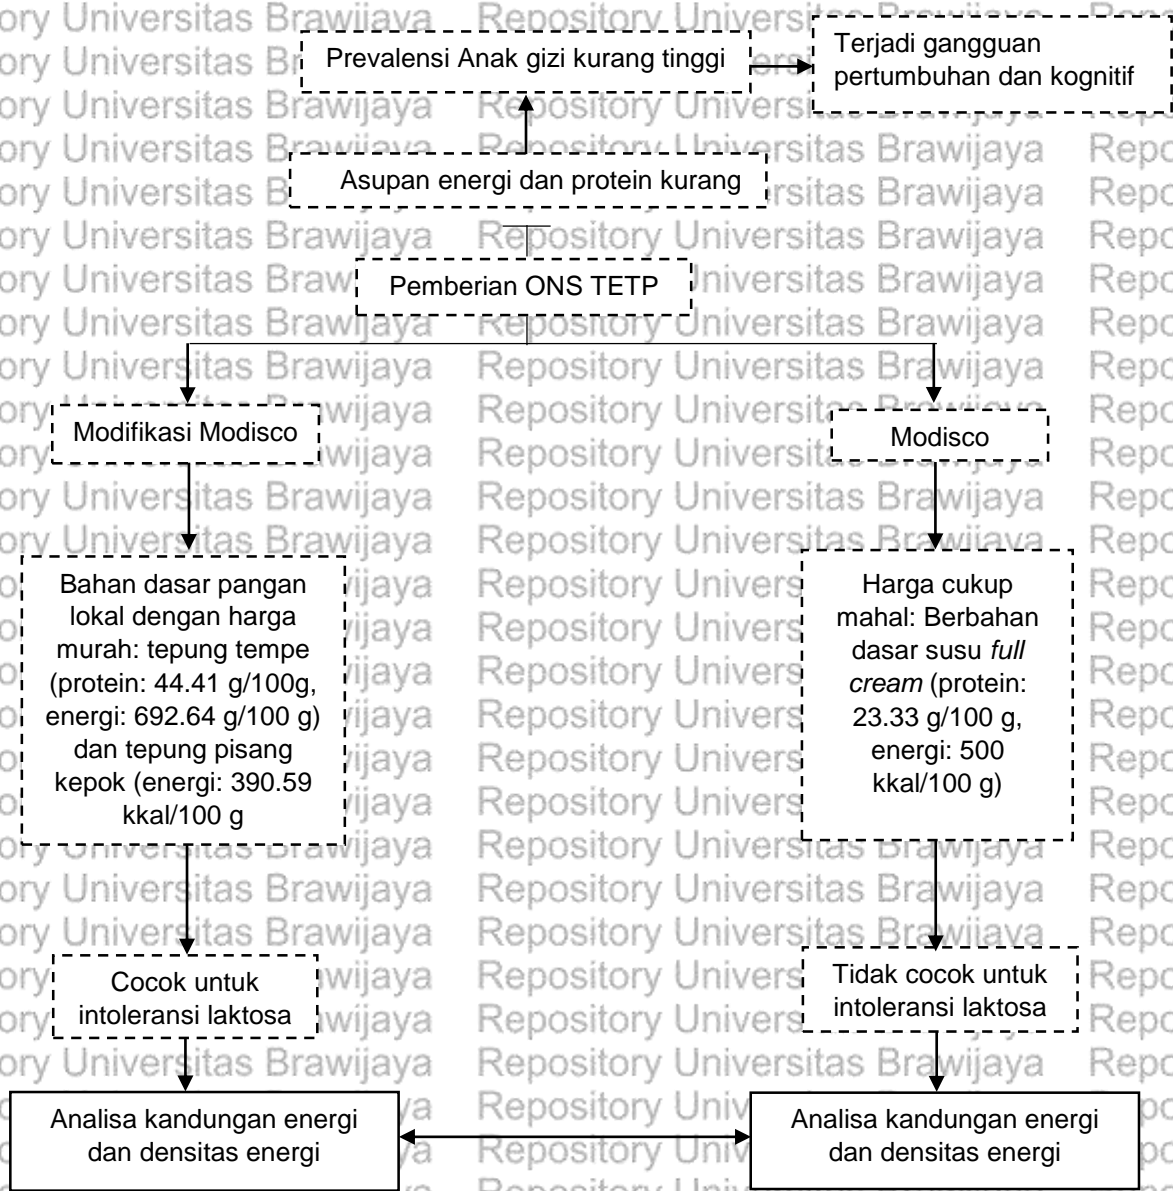 Prevalensi Anak gizi kurang tinggi
Terjadi gangguan
pertumbuhan dan kognitif
Asupan energi dan protein kurang
Pemberian ONS TETP
Modifikasi Modisco
Modisco
Bahan dasar pangan
lokal dengan harga
murah: tepung tempe
(protein: 44.41 g/100g,
energi: 692.64 g/100 g)
dan tepung pisang
kepok (energi: 390.59
kkal/100 g
Harga cukup
mahal: Berbahan
dasar susu full
cream (protein:
23.33 g/100 g,
energi: 500
kkal/100 g)
Cocok untuk
intoleransi laktosa
Tidak cocok untuk
intoleransi laktosa
Analisa kandungan energi
dan densitas energi
Analisa kandungan energi
dan densitas energi
Repository Universitas Brawijaya